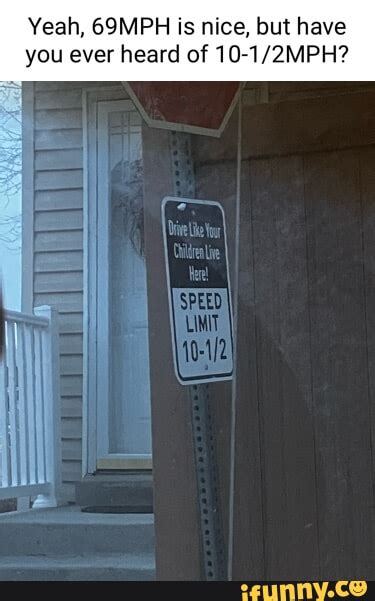 Yeah, 69MPH is nice, but have
you ever heard of 10-1/2MPH?
Drive Like Your
Children Live
Here!
SPEED
LIMIT
10-1/2
ifunny.co